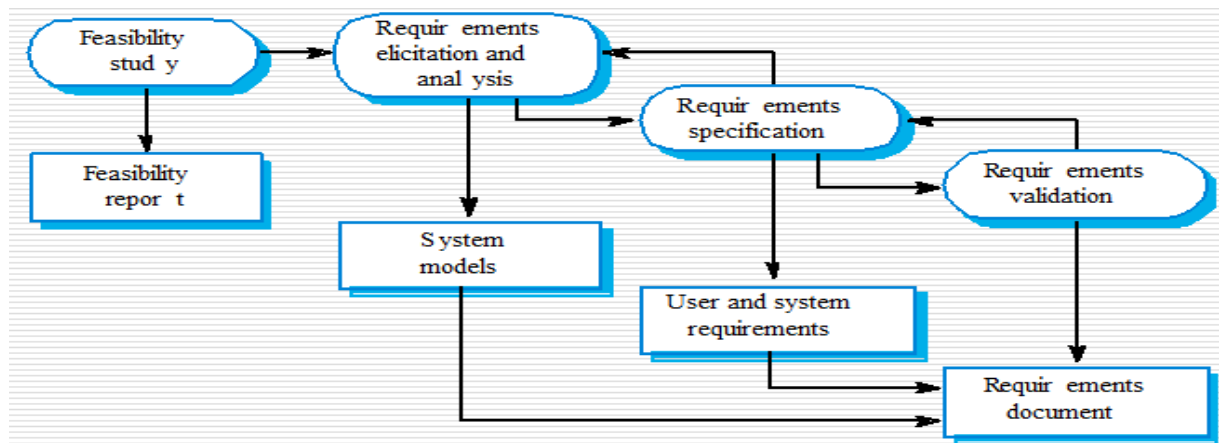 Feasibility
stud y
Requir ements
elicitation and
anal ysis
Requir ements
specification
Requir ements
validation
Feasibility
repor t
System
models
User and system
requirements
Requir ements
document